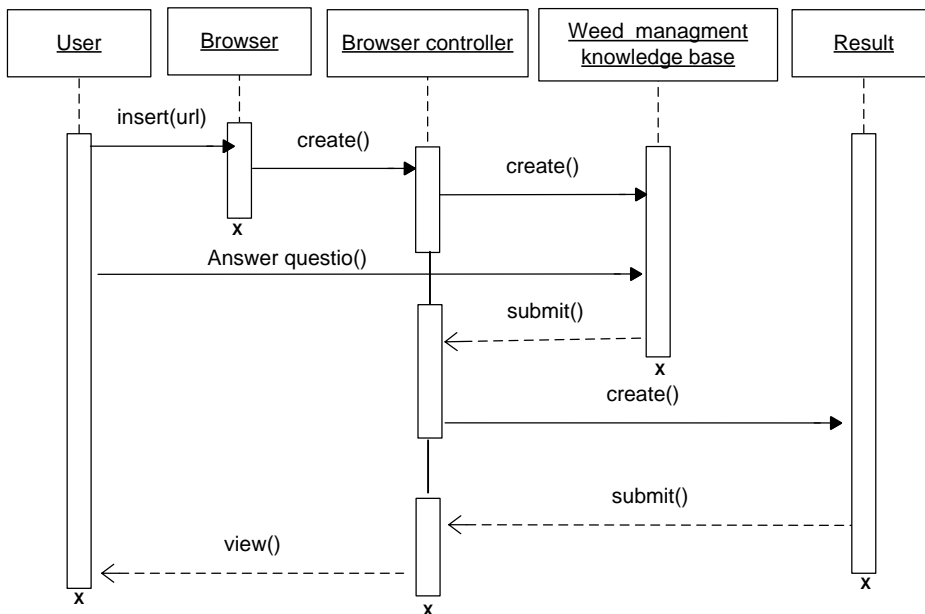 User
Browser
Browser controller
Weed managment
knowledge base
Result
insert(url)
create()
create()
x
Answer questio()
submit()
x
create()
submit()
view()
x
x
x